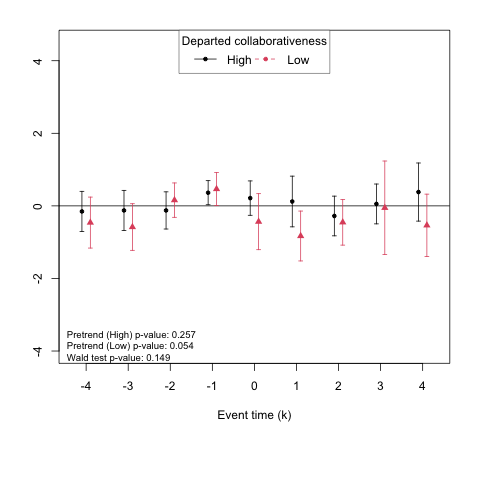 Departed collaborativeness
High Low
4
2
0
-2
-4
Pretrend (High) p-value: 0.257
Pretrend (Low) p-value: 0.054
Wald test p-value: 0.149
-4 -3 -2 -1 0 1 2 3 4
Event time (k)